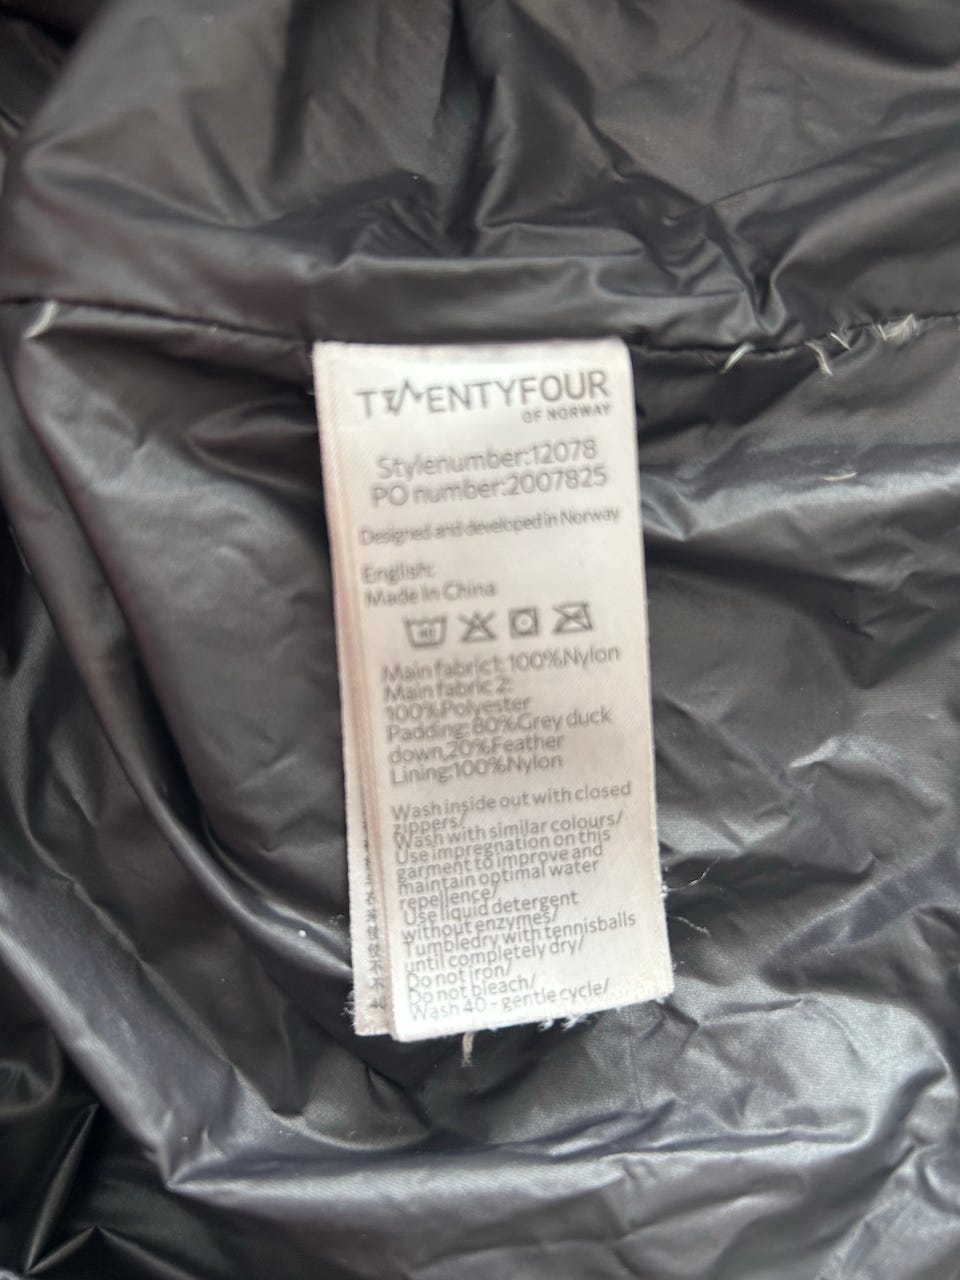 TWENTYFOUR
OF NORWAY
Stylenumber:12078
PO number:2007825
Designed and developed in Norway
English:
Made in China
Main fabric1: 100%Nylon
Main fabric 2:
100%Polyester
Padding: 80%Grey duck
down,20%Feather
Lining:100%Nylon
Wash inside out with closed
zippers/
Wash with similar colours/
Use impregnation on this
garment to improve and
maintain optimal water
repellence/
Use liquid detergent
without enzymes/
Tumbledry with tennisballs
until completely dry/
Do not iron/
Do not bleach/
Wash 40 - gentle cycle/